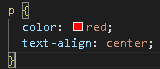 p {
color: red;
text-align: center;
}